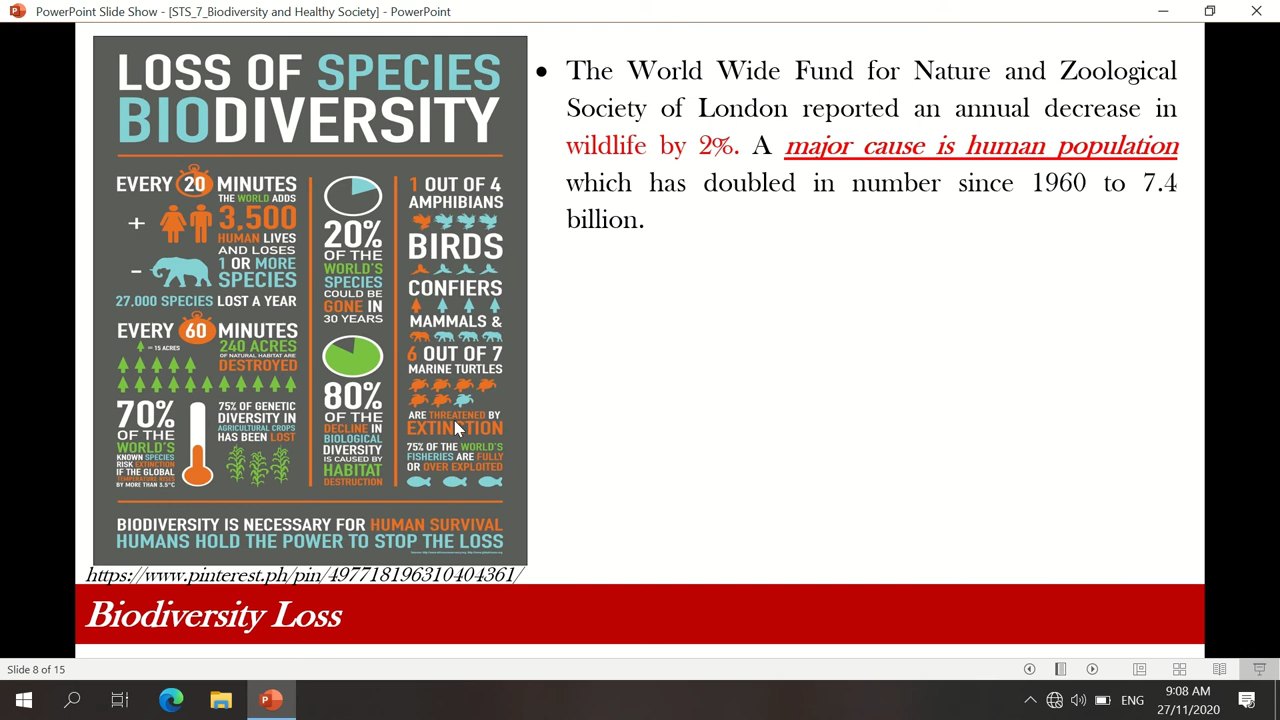 PowerPoint Slide Show - [STS_7_Biodiversity and Healthy Society] - PowerPoint
LOSS OF SPECIES
BIODIVERSITY
EVERY 20 MINUTES
THE WORLD ADDS
+ 3,500
HUMAN LIVES
AND LOSES
- 1 OR MORE
SPECIES
27,000 SPECIES LOST A YEAR
EVERY 60 MINUTES
= 15 ACRES
240 ACRES
OF NATURAL HABITAT ARE
DESTROYED
70%
OF THE
WORLD'S
KNOWN SPECIES
RISK EXTINCTION
IF THE GLOBAL
TEMPERATURE RISES
BY MORE THAN 3.5°C
75% OF GENETIC
DIVERSITY IN
AGRICULTURAL CROPS
HAS BEEN LOST
20%
OF THE
WORLD'S
SPECIES
COULD BE
GONE IN
30 YEARS
80%
OF THE
DECLINE IN
BIOLOGICAL
DIVERSITY
IS CAUSED BY
HABITAT
DESTRUCTION
1 OUT OF 4
AMPHIBIANS
BIRDS
CONFIERS
MAMMALS &
6 OUT OF 7
MARINE TURTLES
ARE THREATENED BY
EXTINCTION
75% OF THE WORLD'S
FISHERIES ARE FULLY
OR OVER EXPLOITED
BIODIVERSITY IS NECESSARY FOR HUMAN SURVIVAL
HUMANS HOLD THE POWER TO STOP THE LOSS
https://www.pinterest.ph/pin/497718196310404361/
• The World Wide Fund for Nature and Zoological
Society of London reported an annual decrease in
wildlife by 2%. A major cause is human population
which has doubled in number since 1960 to 7.4
billion.
Biodiversity Loss
Slide 8 of 15
ENG
9:08 AM
27/11/2020